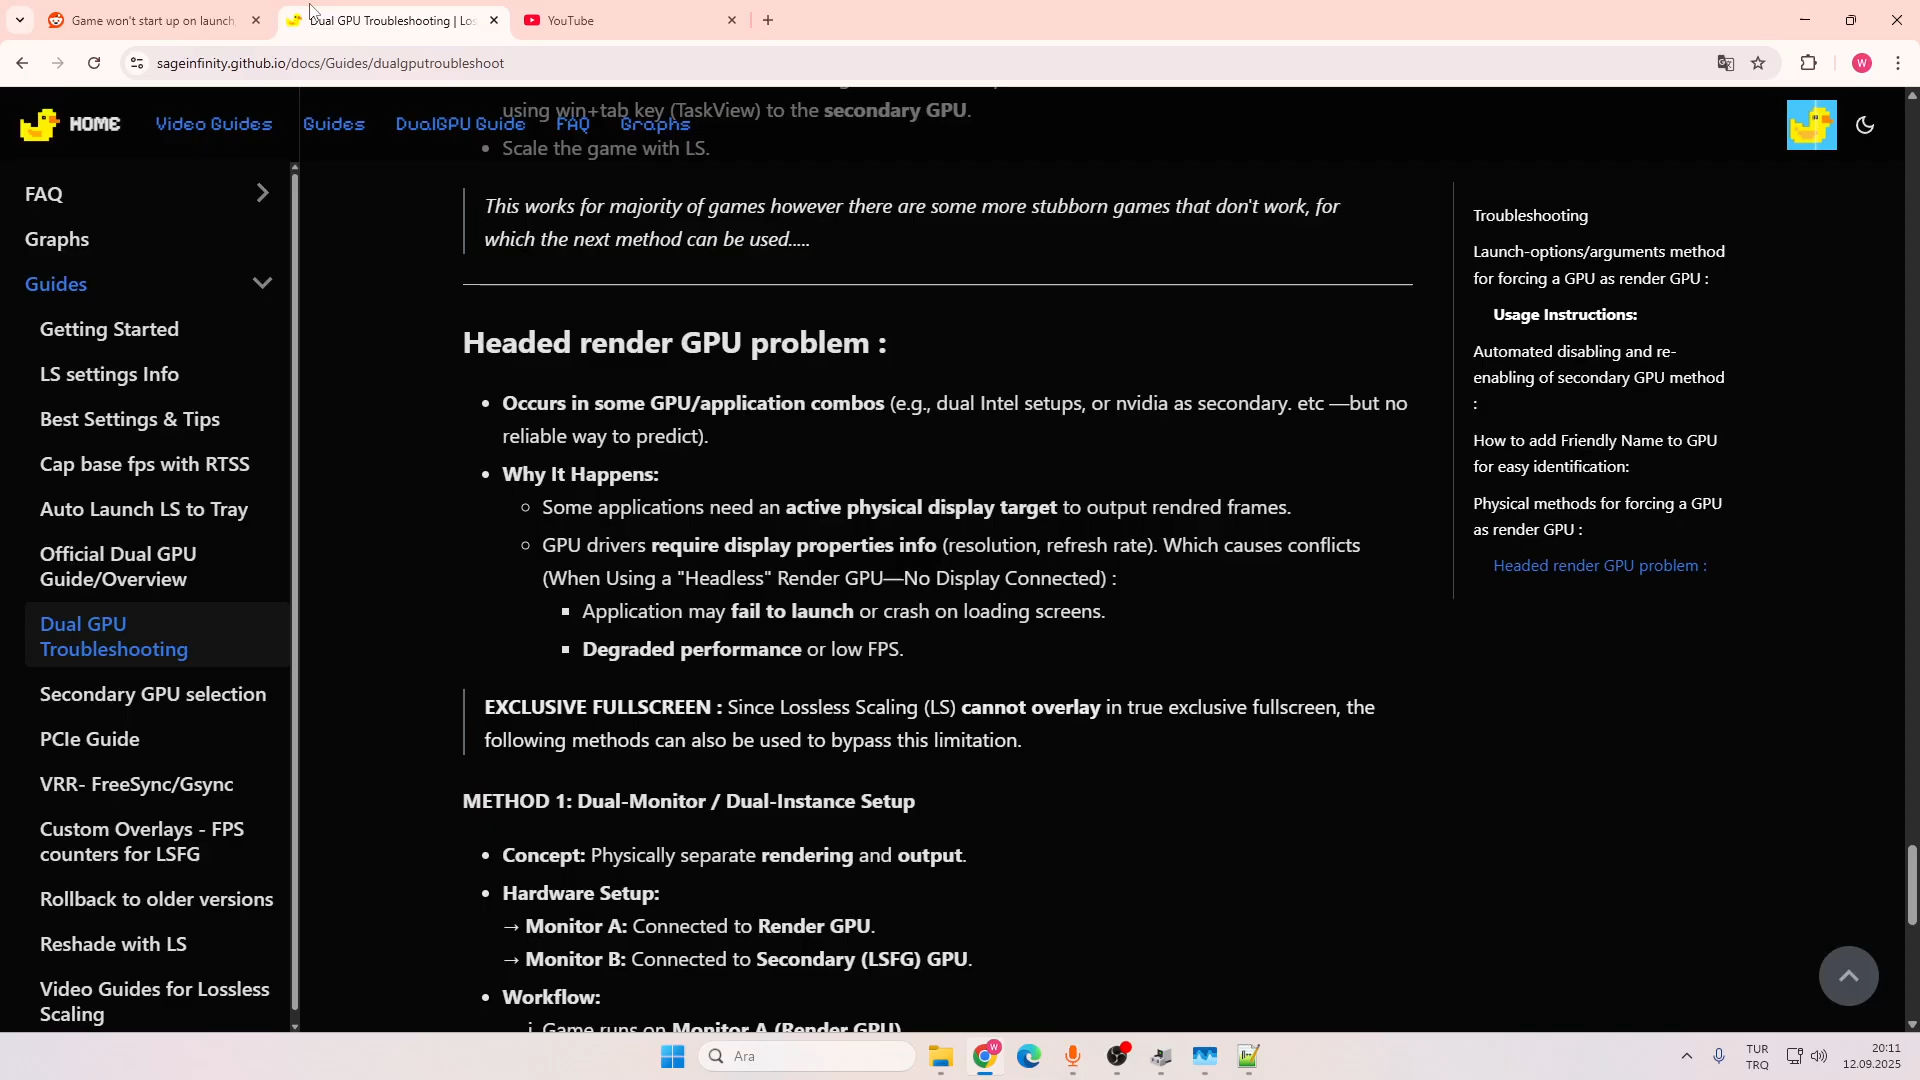 Game won't start up on launch
Dual GPU Troubleshooting | Los
YouTube
sageinfinity.github.io/docs/Guides/dualgputroubleshoot
W
HOME
Video Guides
Guides
DualGPU Guide
FAQ
Graphs
FAQ
Graphs
Guides
Getting Started
LS settings Info
Best Settings & Tips
Cap base fps with RTSS
Auto Launch LS to Tray
Official Dual GPU
Guide/Overview
Dual GPU
Troubleshooting
Secondary GPU selection
PCIe Guide
VRR- FreeSync/Gsync
Custom Overlays - FPS
counters for LSFG
Rollback to older versions
Reshade with LS
Video Guides for Lossless
Scaling
using win+tab key (TaskView) to the secondary GPU.
• Scale the game with LS.
This works for majority of games however there are some more stubborn games that don't work, for
which the next method can be used.....
Headed render GPU problem :
• Occurs in some GPU/application combos (e.g., dual Intel setups, or nvidia as secondary. etc —but no
reliable way to predict).
• Why It Happens:
○ Some applications need an active physical display target to output rendred frames.
○ GPU drivers require display properties info (resolution, refresh rate). Which causes conflicts
(When Using a "Headless" Render GPU—No Display Connected) :
▪ Application may fail to launch or crash on loading screens.
▪ Degraded performance or low FPS.
EXCLUSIVE FULLSCREEN : Since Lossless Scaling (LS) cannot overlay in true exclusive fullscreen, the
following methods can also be used to bypass this limitation.
METHOD 1: Dual-Monitor / Dual-Instance Setup
• Concept: Physically separate rendering and output.
• Hardware Setup:
→ Monitor A: Connected to Render GPU.
→ Monitor B: Connected to Secondary (LSFG) GPU.
• Workflow:
i. Game runs on Monitor A (Render GPU)
Troubleshooting
Launch-options/arguments method
for forcing a GPU as render GPU :
Usage Instructions:
Automated disabling and re-
enabling of secondary GPU method
:
How to add Friendly Name to GPU
for easy identification:
Physical methods for forcing a GPU
as render GPU :
Headed render GPU problem :
Ara
W
TUR
TRQ
20:11
12.09.2025